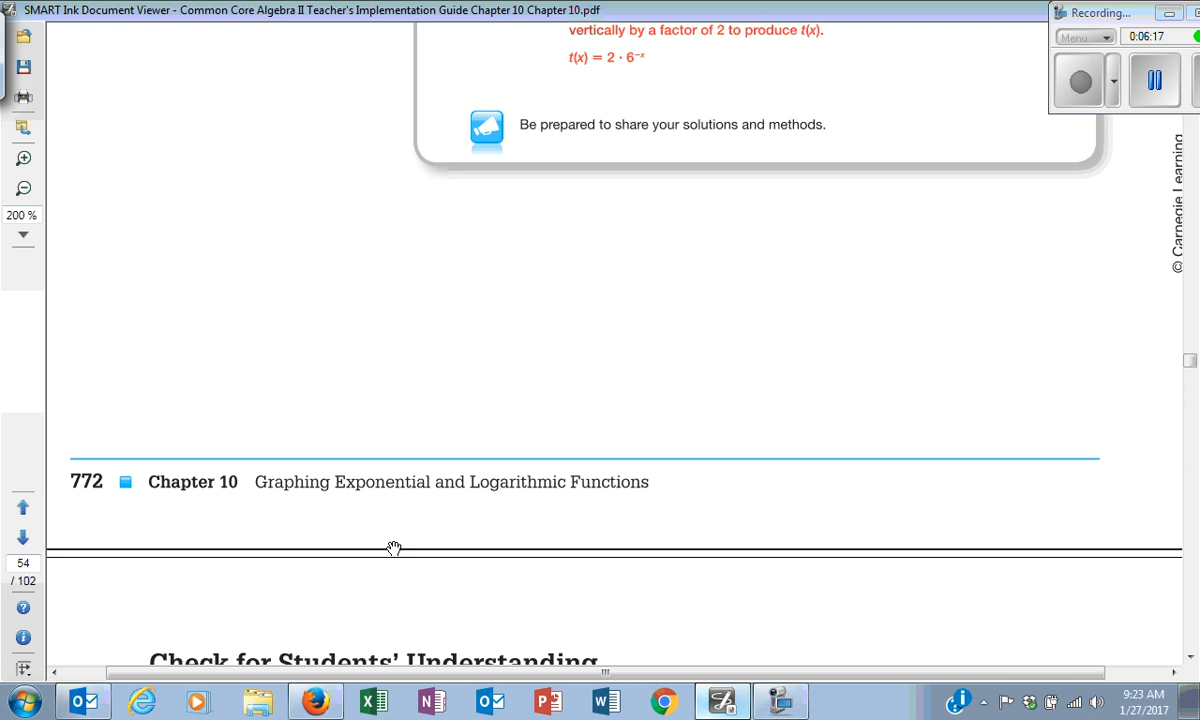 SMART Ink Document Viewer - Common Core Algebra II Teacher's Implementation Guide Chapter 10 Chapter 10.pdf
Recording...
Menu
0:06:17
vertically by a factor of 2 to produce t(x).
t(x) = 2 · 6⁻ˣ
Be prepared to share your solutions and methods.
© Carnegie Learning
200 %
772 Chapter 10 Graphing Exponential and Logarithmic Functions
54
/ 102
Check for Students' Understanding
9:23 AM
1/27/2017